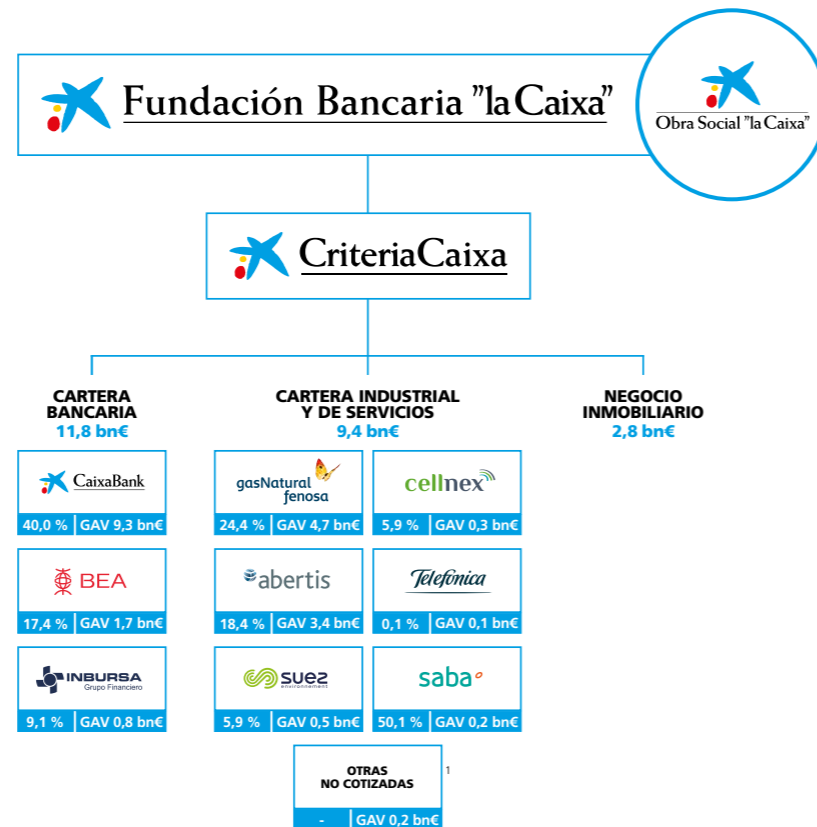 Fundación Bancaria "la Caixa"
Obra Social "la Caixa"
CriteriaCaixa
CARTERA
BANCARIA
11,8 bn€
CARTERA INDUSTRIAL
Y DE SERVICIOS
9,4 bn€
NEGOCIO
INMOBILIARIO
2,8 bn€
CaixaBank
40,0 % GAV 9,3 bn€
gasNatural
fenosa
24,4 % GAV 4,7 bn€
cellnex
5,9 % GAV 0,3 bn€
BEA
17,4 % GAV 1,7 bn€
abertis
18,4 % GAV 3,4 bn€
Telefónica
0,1 % GAV 0,1 bn€
INBURSA
Grupo Financiero
9,1 % GAV 0,8 bn€
suez
environnement
5,9 % GAV 0,5 bn€
saba
50,1 % GAV 0,2 bn€
OTRAS
NO COTIZADAS
1
- GAV 0,2 bn€